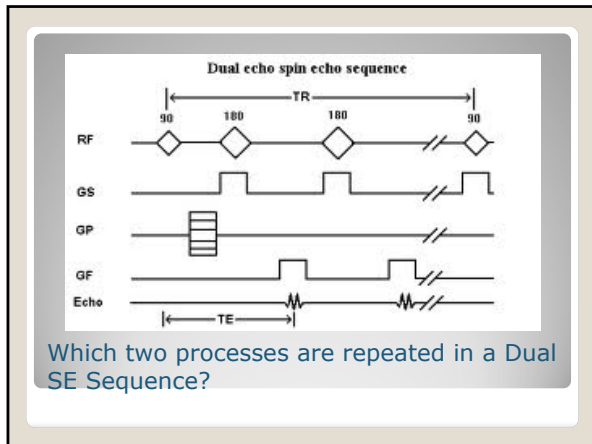 Dual echo spin echo sequence
TR
90 180 180 90
RF
GS
GP
GF
Echo
TE
Which two processes are repeated in a Dual
SE Sequence?